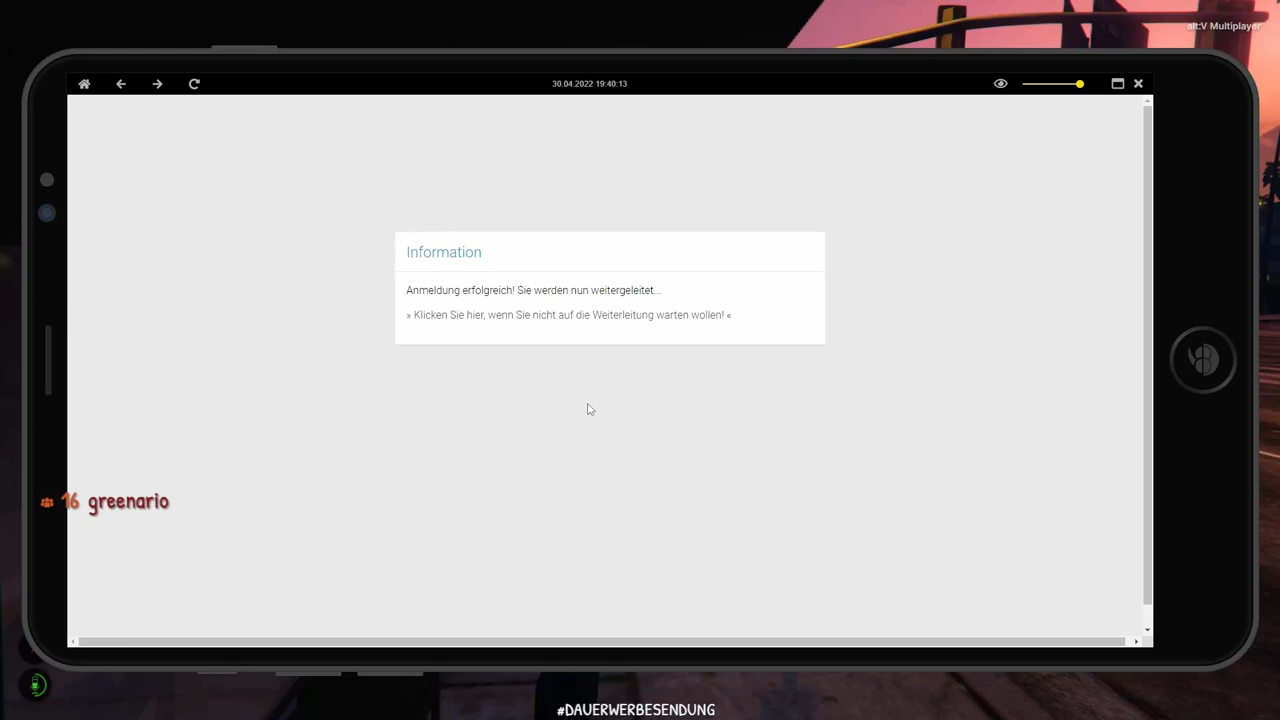 alt:V Multiplayer
30.04.2022 19:40:13
Information
Anmeldung erfolgreich! Sie werden nun weitergeleitet...
» Klicken Sie hier, wenn Sie nicht auf die Weiterleitung warten wollen! «
16 greenario
#DAUERWERBESENDUNG